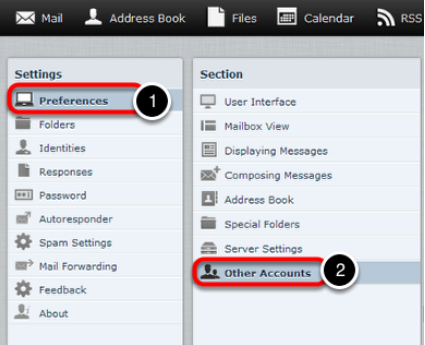 Mail Address Book Files Calendar RSS
Settings
Preferences 1
Folders
Identities
Responses
Password
Autoresponder
Spam Settings
Mail Forwarding
Feedback
About
Section
User Interface
Mailbox View
Displaying Messages
Composing Messages
Address Book
Special Folders
Server Settings
Other Accounts 2